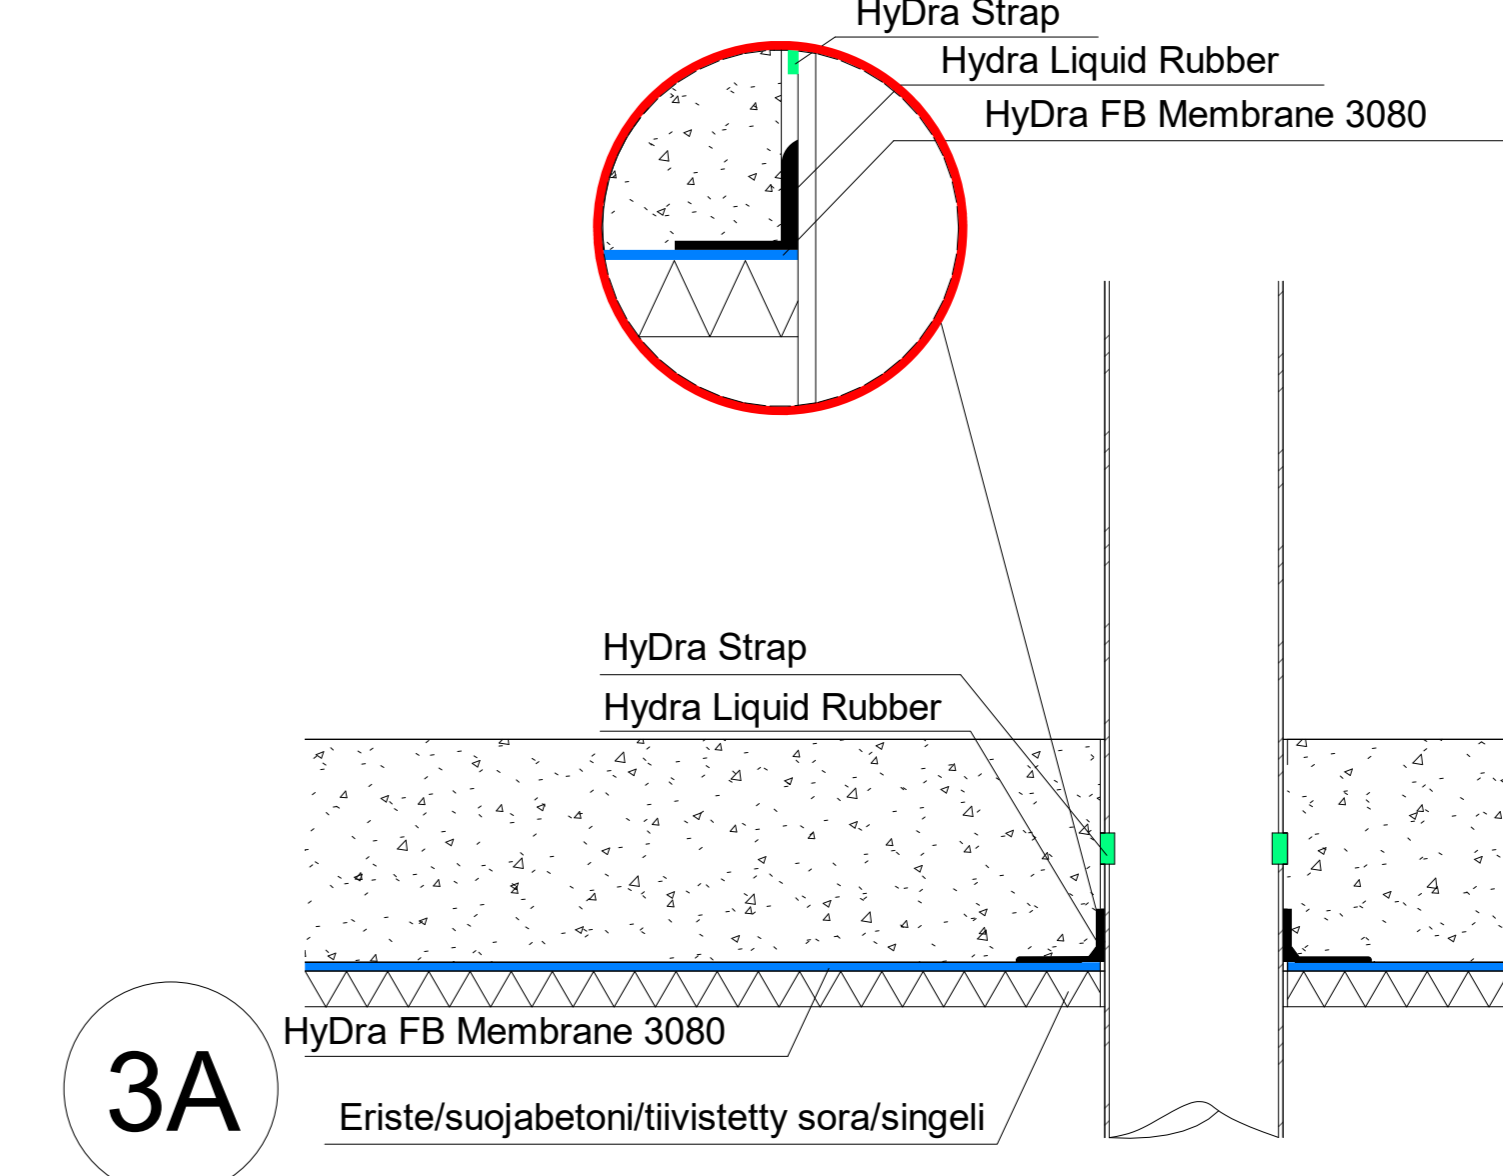 HyDra Strap
Hydra Liquid Rubber
HyDra FB Membrane 3080
HyDra Strap
Hydra Liquid Rubber
HyDra FB Membrane 3080
3A
Eriste/suojabetoni/tiivistetty sora/singeli